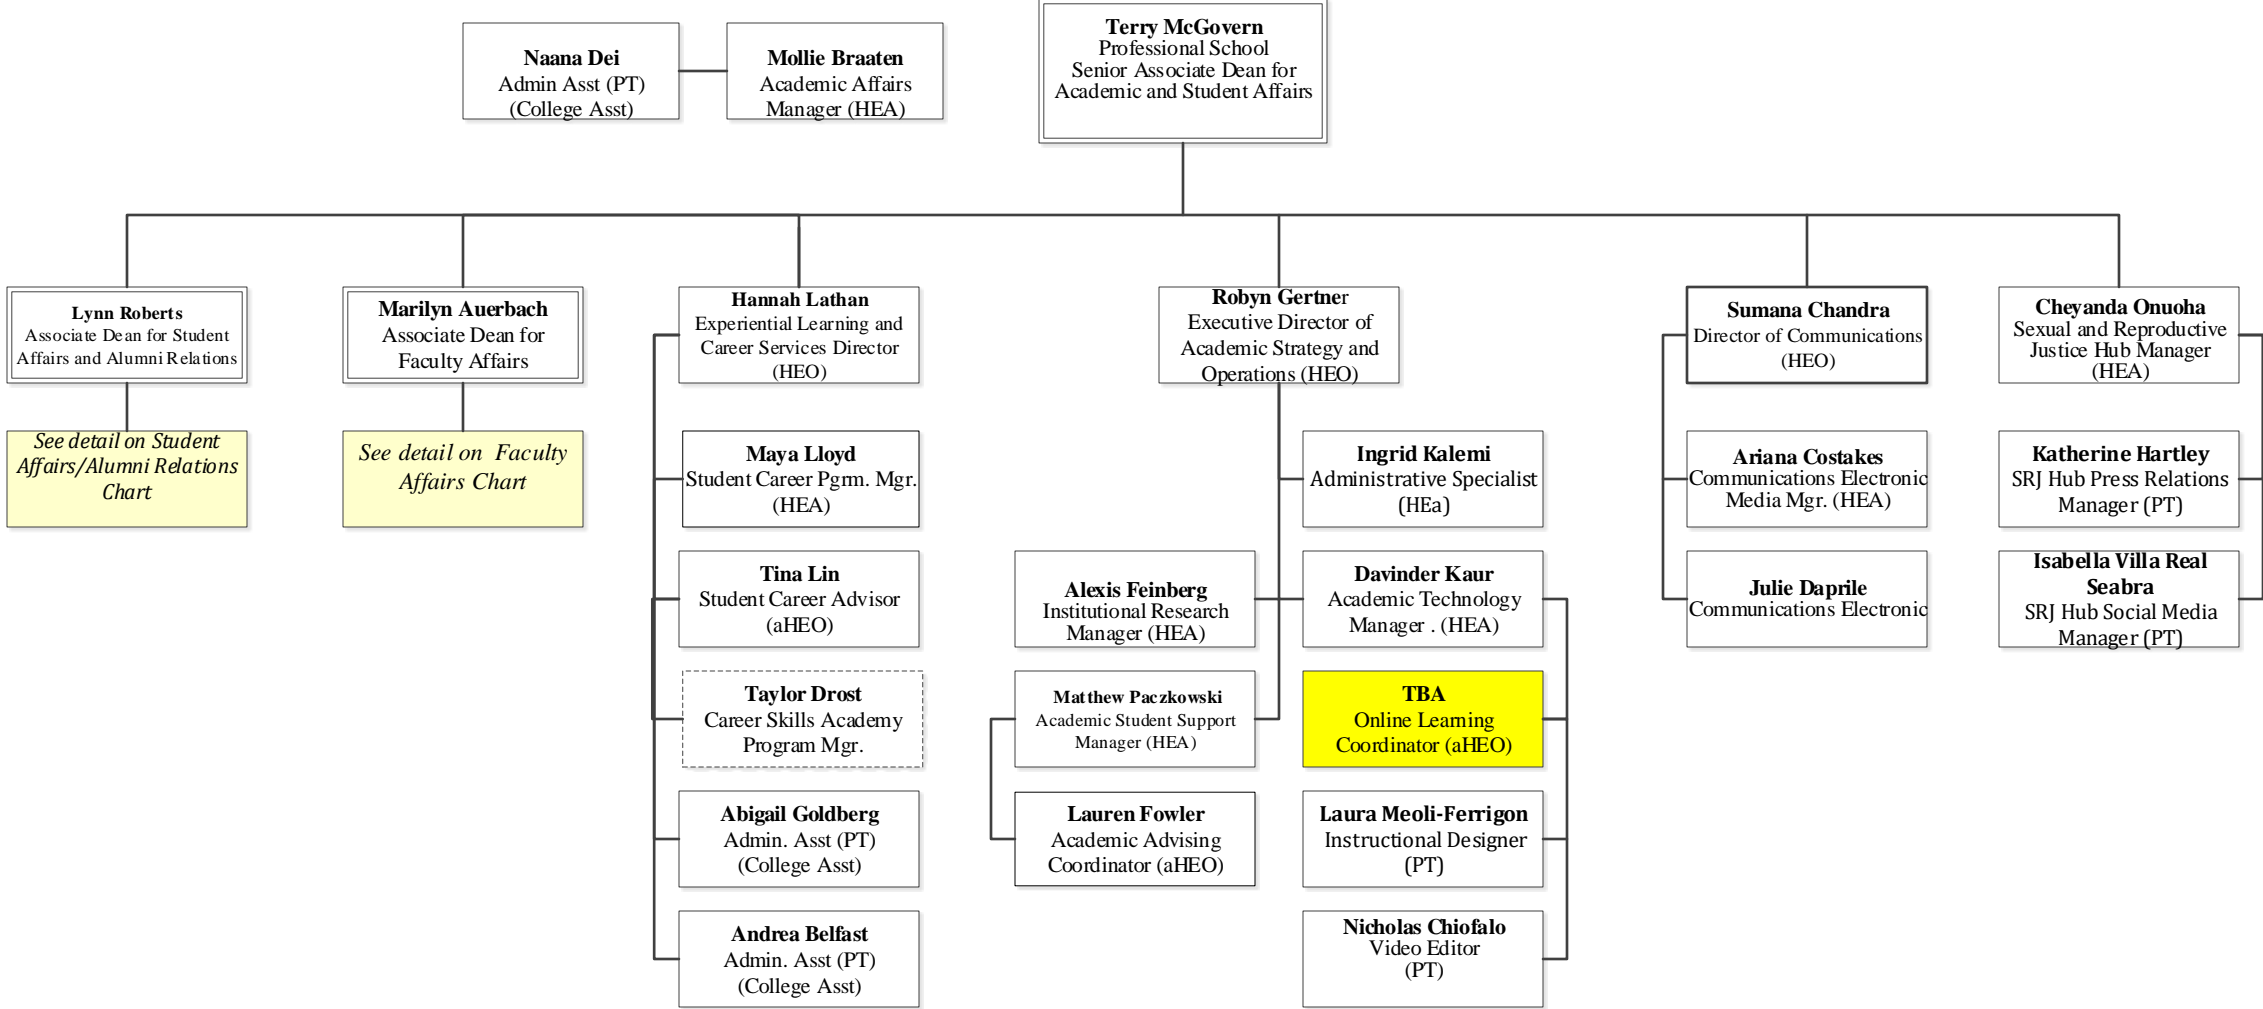 Naana Dei
Admin Asst (PT)
(College Asst)
Mollie Braaten
Academic Affairs
Manager (HEA)
Terry McGovern
Professional School
Senior Associate Dean for
Academic and Student Affairs
Lynn Roberts
Associate Dean for Student
Affairs and Alumni Relations
See detail on Student
Affairs/Alumni Relations
Chart
Marilyn Auerbach
Associate Dean for
Faculty Affairs
See detail on Faculty
Affairs Chart
Hannah Lathan
Experiential Learning and
Career Services Director
(HEO)
Maya Lloyd
Student Career Pgrm. Mgr.
(HEA)
Tina Lin
Student Career Advisor
(aHEO)
Taylor Drost
Career Skills Academy
Program Mgr.
Abigail Goldberg
Admin. Asst (PT)
(College Asst)
Andrea Belfast
Admin. Asst (PT)
(College Asst)
Robyn Gertner
Executive Director of
Academic Strategy and
Operations (HEO)
Ingrid Kalemi
Administrative Specialist
(HEa)
Alexis Feinberg
Institutional Research
Manager (HEA)
Davinder Kaur
Academic Technology
Manager . (HEA)
Matthew Paczkowski
Academic Student Support
Manager (HEA)
TBA
Online Learning
Coordinator (aHEO)
Lauren Fowler
Academic Advising
Coordinator (aHEO)
Laura Meoli-Ferrigon
Instructional Designer
(PT)
Nicholas Chiofalo
Video Editor
(PT)
Sumana Chandra
Director of Communications
(HEO)
Ariana Costakes
Communications Electronic
Media Mgr. (HEA)
Julie Daprile
Communications Electronic
Cheyanda Onuoha
Sexual and Reproductive
Justice Hub Manager
(HEA)
Katherine Hartley
SRJ Hub Press Relations
Manager (PT)
Isabella Villa Real
Seabra
SRJ Hub Social Media
Manager (PT)